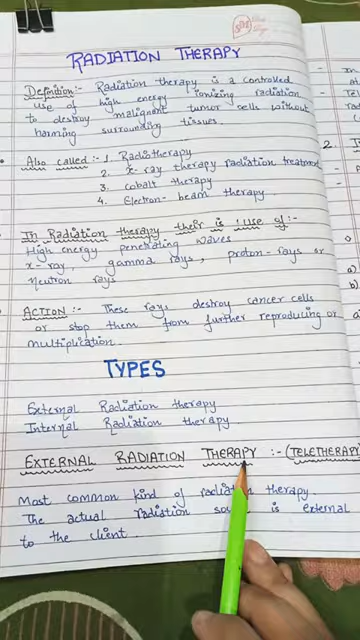 RADIATION THERAPY
Definition:- Radiation therapy is a controlled
use of high energy ionizing radiation
to destroy malignant tumor cells without
harming surrounding tissues.
Also called:- 1. Radiotherapy
2. x-ray therapy radiation treatment
3. cobalt therapy
4. Electron-beam therapy.
In Radiation therapy their is use of:-
High energy penetrating waves
x-ray, gamma rays, proton-rays or
neutron rays
ACTION:- These rays destroy cancer cells
or stop them from further reproducing or
multiplication.
TYPES
External Radiation therapy
Internal Radiation therapy
EXTERNAL RADIATION THERAPY:- (TELETHERAPY
Most common kind of radiation therapy.
The actual radiation is external
to the client.
2.
a)
b)